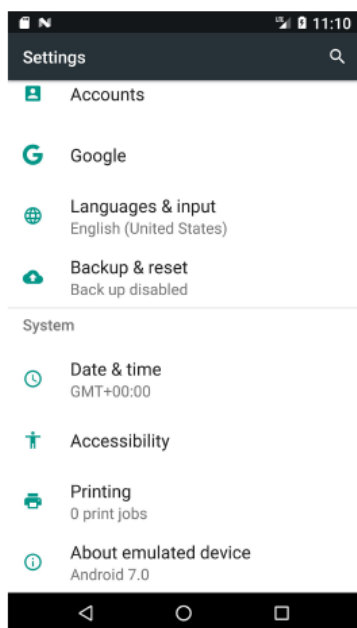 LTE 11:10
Settings
Accounts
Google
Languages & input
English (United States)
Backup & reset
Back up disabled
System
Date & time
GMT+00:00
Accessibility
Printing
0 print jobs
About emulated device
Android 7.0